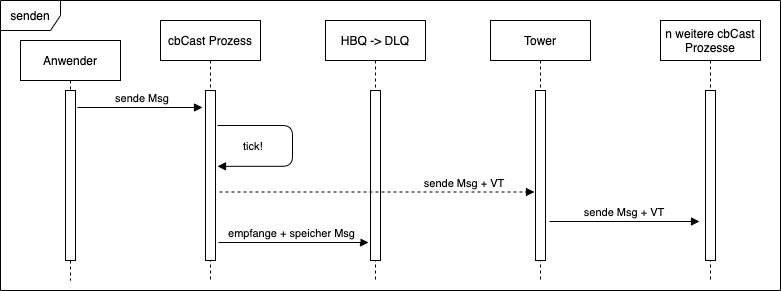 senden
Anwender
cbCast Prozess
HBQ -> DLQ
Tower
n weitere cbCast
Prozesse
sende Msg
tick!
sende Msg + VT
sende Msg + VT
empfange + speicher Msg